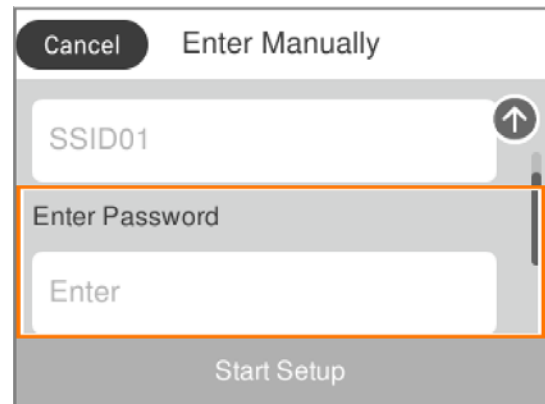 Cancel Enter Manually
SSID01
Enter Password
Enter
Start Setup